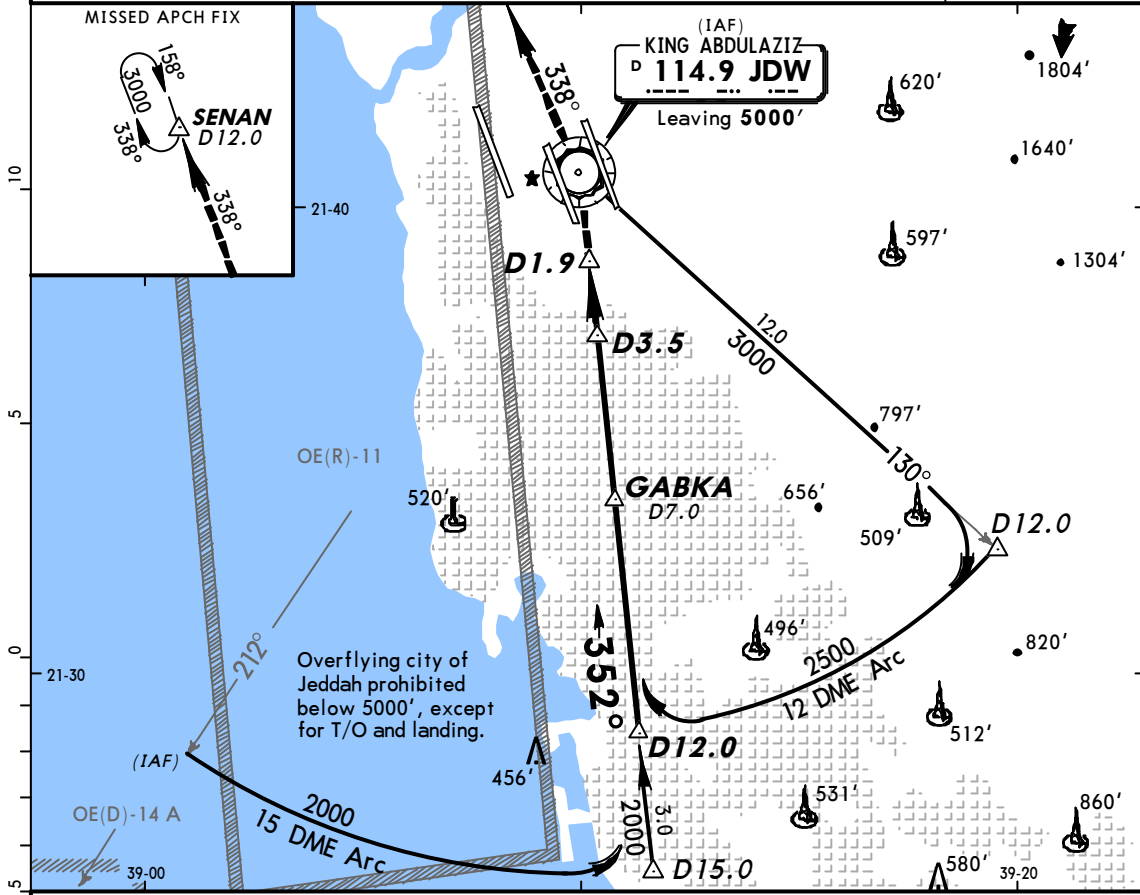 MISSED APCH FIX
158°
3000
338°
SENAN
D12.0
338°
338°
(IAF)
KING ABDULAZIZ
D 114.9 JDW
Leaving 5000'
620'
1804'
1640'
597'
1304'
10
21-40
D1.9
D3.5
12.0
3000
797'
130°
5
OE(R)-11
520'
GABKA
D7.0
656'
509'
D12.0
212°
352°
496'
2500
12 DME Arc
820'
0
21-30
Overflying city of
Jeddah prohibited
below 5000', except
for T/O and landing.
D12.0
512'
(IAF)
456'
2000
15 DME Arc
3.0
2000
531'
860'
OE(D)-14 A
D15.0
580'
5
39-00
39-20